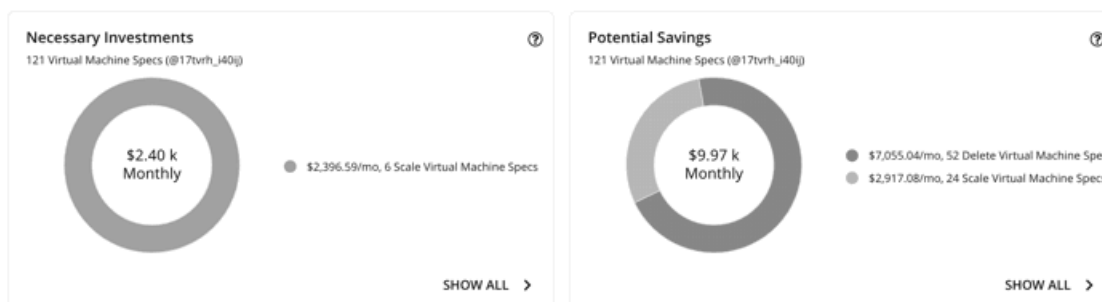 Necessary Investments
121 Virtual Machine Specs (@17tvrh_i40ij)
$2.40 k
Monthly
$2,396.59/mo, 6 Scale Virtual Machine Specs
SHOW ALL
Potential Savings
121 Virtual Machine Specs (@17tvrh_i40ij)
$9.97 k
Monthly
$7,055.04/mo, 52 Delete Virtual Machine Spe
$2,917.08/mo, 24 Scale Virtual Machine Spec
SHOW ALL